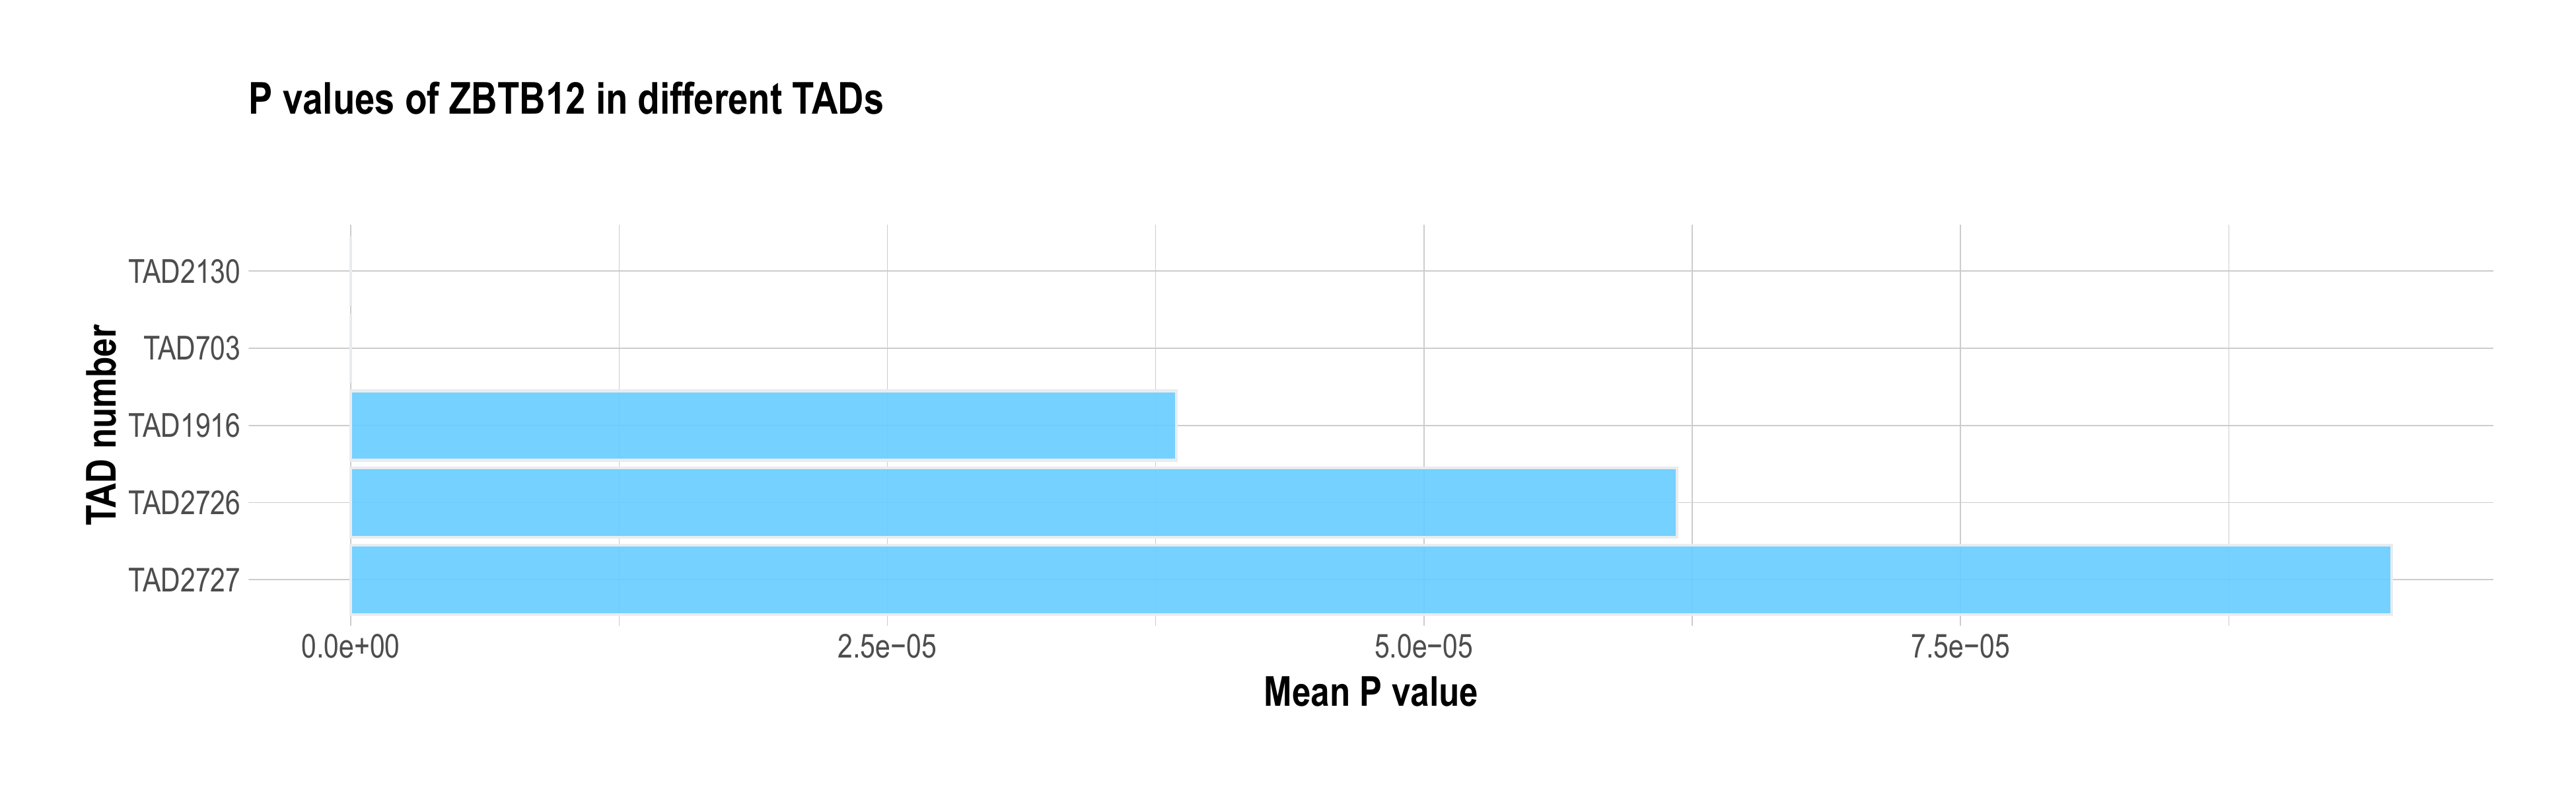 P values of ZBTB12 in different TADs
TAD number
TAD2130
TAD703
TAD1916
TAD2726
TAD2727
0.0e+00 2.5e−05 5.0e−05 7.5e−05
Mean P value